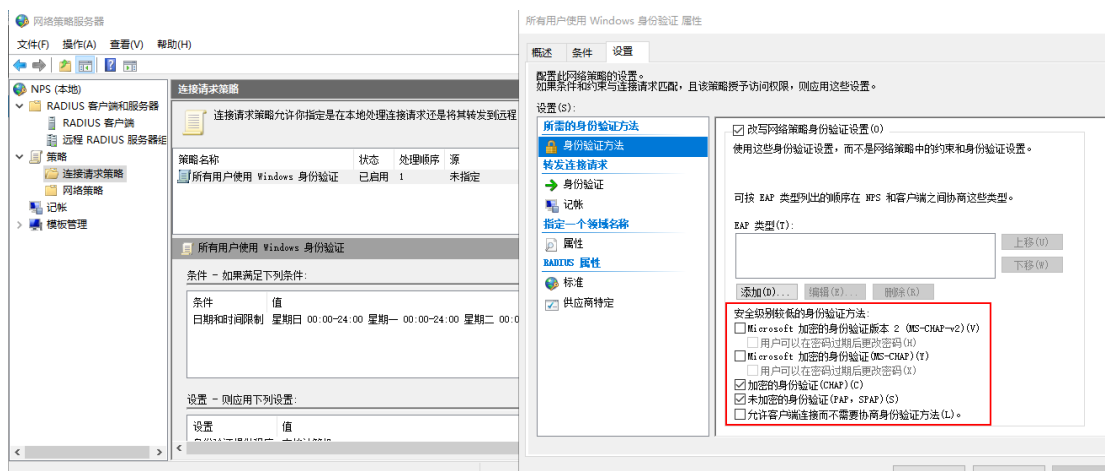 网络策略服务器
文件(F) 操作(A) 查看(V) 帮助(H)
NPS (本地)
RADIUS 客户端和服务器
RADIUS 客户端
远程 RADIUS 服务器组
策略
连接请求策略
网络策略
记帐
模板管理
连接请求策略
连接请求策略允许你指定是在本地处理连接请求还是将其转发到远程
策略名称 状态 处理顺序 源
所有用户使用 Windows 身份验证 已启用 1 未指定
所有用户使用 Windows 身份验证
条件 - 如果满足下列条件:
条件 值
日期和时间限制 星期日 00:00-24:00 星期一 00:00-24:00 星期二 00:0
设置 - 则应用下列设置:
设置 值
所有用户使用 Windows 身份验证 属性
概述 条件 设置
配置此网络策略的设置。
如果条件和约束与连接请求匹配，且该策略授予访问权限，则应用这些设置。
设置(S):
所需的身份验证方法
身份验证方法
转发连接请求
身份验证
记帐
指定一个领域名称
属性
RADIUS 属性
标准
供应商特定
改写网络策略身份验证设置(O)
使用这些身份验证设置，而不是网络策略中的约束和身份验证设置。
可按 EAP 类型列出的顺序在 NPS 和客户端之间协商这些类型。
EAP 类型(T):
上移(U)
下移(W)
添加(D)... 编辑(E)... 删除(R)
安全级别较低的身份验证方法:
Microsoft 加密的身份验证版本 2 (MS-CHAP-v2)(V)
用户可以在密码过期后更改密码(H)
Microsoft 加密的身份验证(MS-CHAP)(Y)
用户可以在密码过期后更改密码(X)
加密的身份验证(CHAP)(C)
未加密的身份验证(PAP，SPAP)(S)
允许客户端连接而不需要协商身份验证方法(L)。